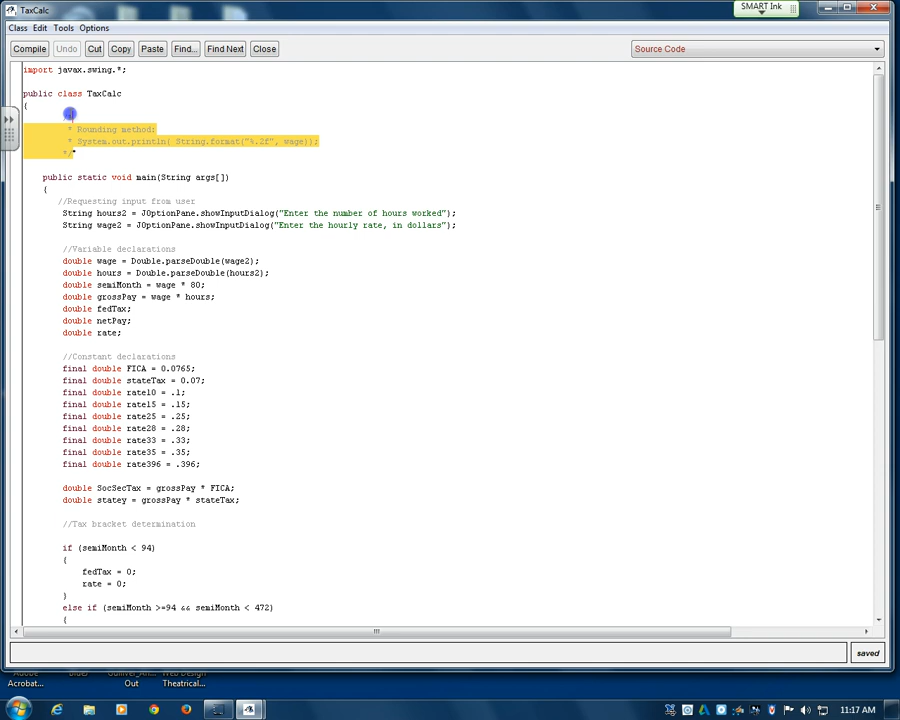 TaxCalc
SMART Ink
Class Edit Tools Options
Compile Undo Cut Copy Paste Find... Find Next Close
Source Code
import javax.swing.*;
public class TaxCalc
{
* Rounding method:
* System.out.println( String.format("%.2f", wage));
*/
public static void main(String args[])
{
//Requesting input from user
String hours2 = JOptionPane.showInputDialog("Enter the number of hours worked");
String wage2 = JOptionPane.showInputDialog("Enter the hourly rate, in dollars");
//Variable declarations
double wage = Double.parseDouble(wage2);
double hours = Double.parseDouble(hours2);
double semiMonth = wage * 80;
double grossPay = wage * hours;
double fedTax;
double netPay;
double rate;
//Constant declarations
final double FICA = 0.0765;
final double stateTax = 0.07;
final double rate10 = .1;
final double rate15 = .15;
final double rate25 = .25;
final double rate28 = .28;
final double rate33 = .33;
final double rate35 = .35;
final double rate396 = .396;
double SocSecTax = grossPay * FICA;
double statey = grossPay * stateTax;
//Tax bracket determination
if (semiMonth < 94)
{
fedTax = 0;
rate = 0;
}
else if (semiMonth >=94 && semiMonth < 472)
{
saved
Adobe
Acrobat...
Out
Web Design
Theatrical...
11:17 AM